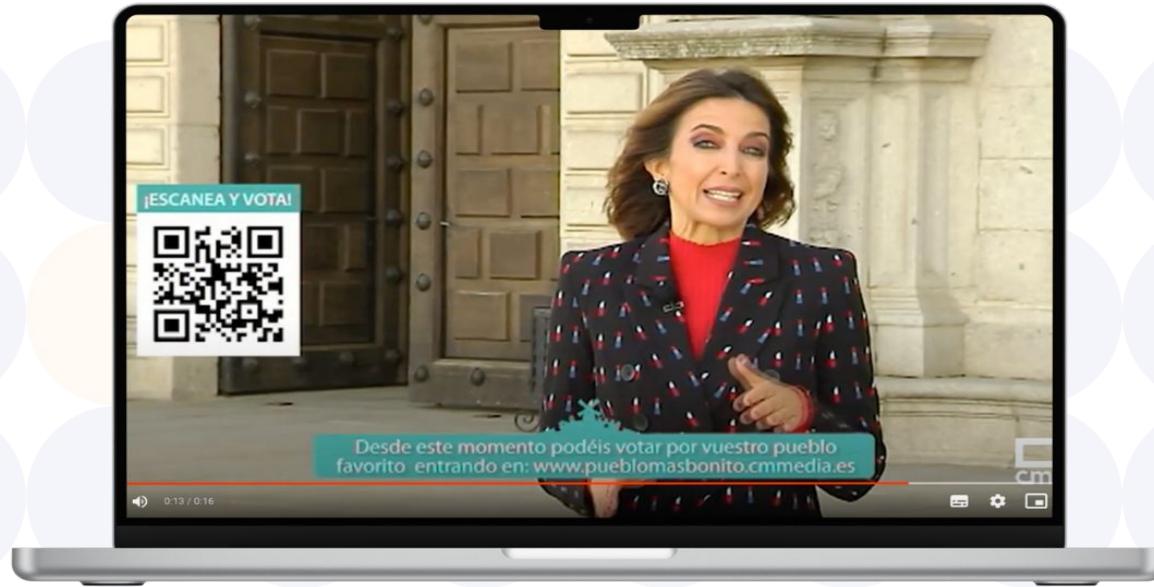 ¡ESCANEA Y VOTA!
Desde este momento podéis votar por vuestro pueblo
favorito entrando en: www.pueblomasbonito.cmmedia.es
cm
0:13 / 0:16